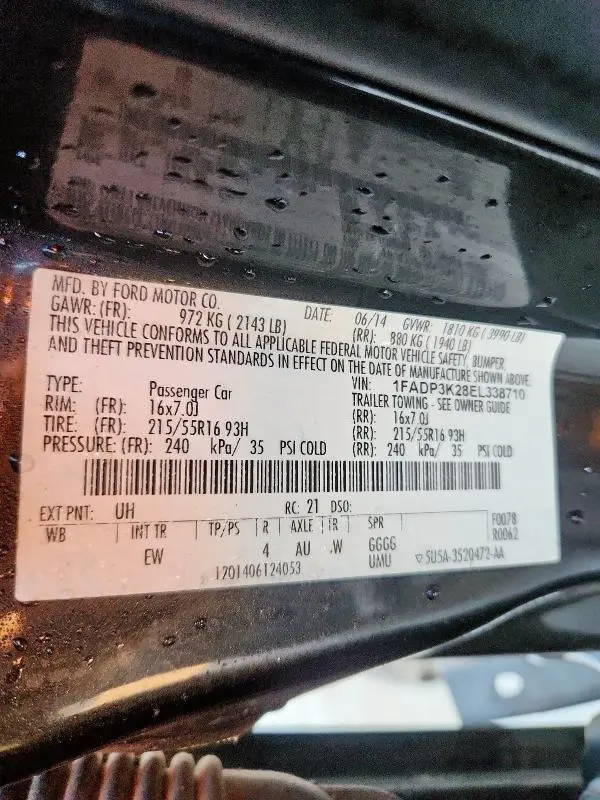 MFD. BY FORD MOTOR CO.
DATE: 06/14 GVWR: 1810 KG ( 3990 LB)
GAWR: (FR): 972 KG ( 2143 LB) (RR): 880 KG ( 1940 LB)
THIS VEHICLE CONFORMS TO ALL APPLICABLE FEDERAL MOTOR VEHICLE SAFETY, BUMPER,
AND THEFT PREVENTION STANDARDS IN EFFECT ON THE DATE OF MANUFACTURE SHOWN ABOVE.
VIN: 1FADP3K28EL338710
TYPE: Passenger Car TRAILER TOWING - SEE OWNER GUIDE
RIM: (FR): 16x7.0J (RR): 16x7.0J
TIRE: (FR): 215/55R16 93H (RR): 215/55R16 93H
PRESSURE: (FR): 240 kPa/ 35 PSI COLD (RR): 240 kPa/ 35 PSI COLD
EXT PNT: UH RC: 21 DSO:
WB INT TR TP/PS R AXLE TR SPR F0078
R0062
EW 4 AU W GGGG
UMU
1201406124053 5U5A-3520472-AA